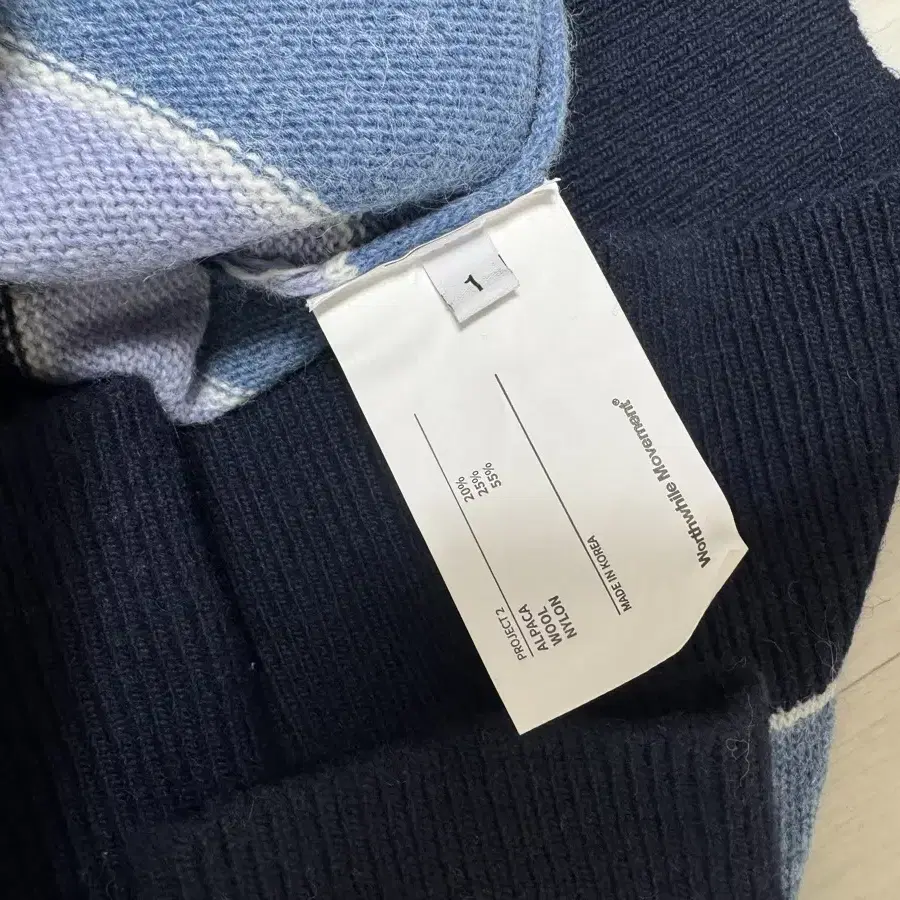 1
PROJECT 2
ALPACA 20%
WOOL 25%
NYLON 55%
MADE IN KOREA
Worthwhile Movement®